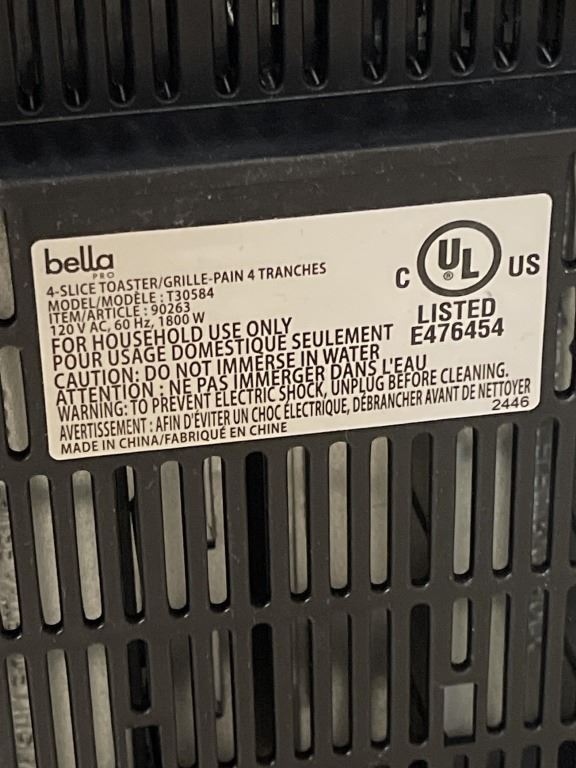 bella
PRO
4-SLICE TOASTER/GRILLE-PAIN 4 TRANCHES
MODEL/MODÈLE : T30584
ITEM/ARTICLE : 90263
120 V AC, 60 Hz, 1800 W
FOR HOUSEHOLD USE ONLY
POUR USAGE DOMESTIQUE SEULEMENT
CAUTION: DO NOT IMMERSE IN WATER
ATTENTION : NE PAS IMMERGER DANS L'EAU
WARNING: TO PREVENT ELECTRIC SHOCK, UNPLUG BEFORE CLEANING.
AVERTISSEMENT : AFIN D'ÉVITER UN CHOC ÉLECTRIQUE, DÉBRANCHER AVANT DE NETTOYER
MADE IN CHINA/FABRIQUÉ EN CHINE
C UL ® US
LISTED
E476454
2446